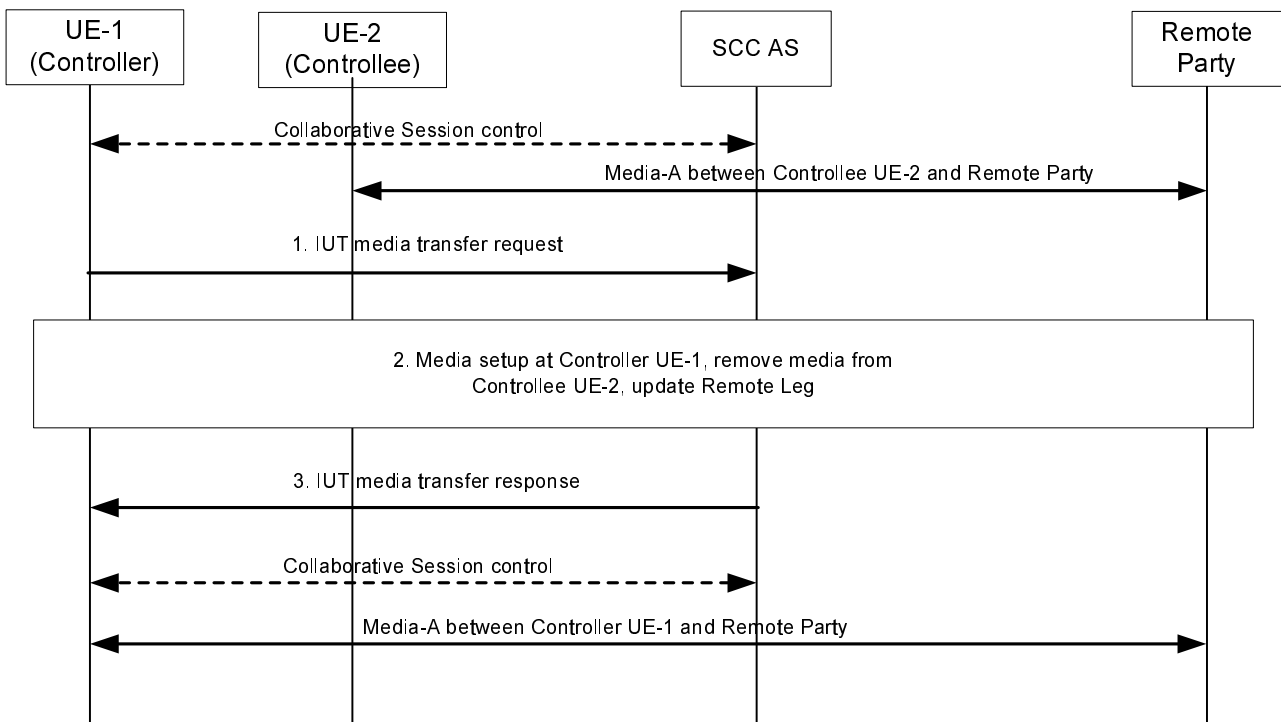 UE-1
(Controller)
UE-2
(Controllee)
SCC AS
Remote
Party
Collaborative Session control
Media-A between Controllee UE-2 and Remote Party
1. IUT media transfer request
2. Media setup at Controller UE-1, remove media from
Controllee UE-2, update Remote Leg
3. IUT media transfer response
Collaborative Session control
Media-A between Controller UE-1 and Remote Party